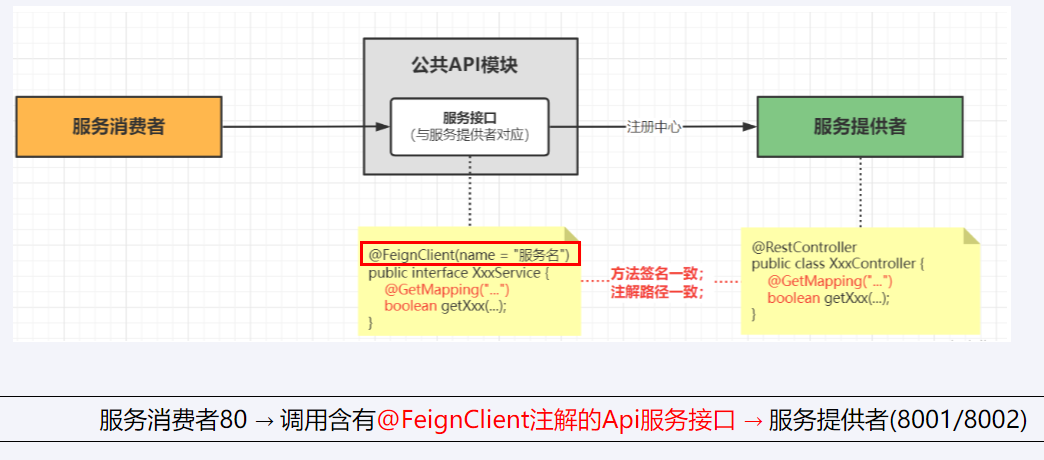 公共API模块
服务消费者
服务接口
（与服务提供者对应）
注册中心
服务提供者
@FeignClient(name = "服务名")
public interface XxxService {
@GetMapping("...")
boolean getXxx(...);
}
方法签名一致；
注解路径一致；
@RestController
public class XxxController {
@GetMapping("...")
boolean getXxx(...);
}
服务消费者80 → 调用含有@FeignClient注解的Api服务接口 → 服务提供者(8001/8002)